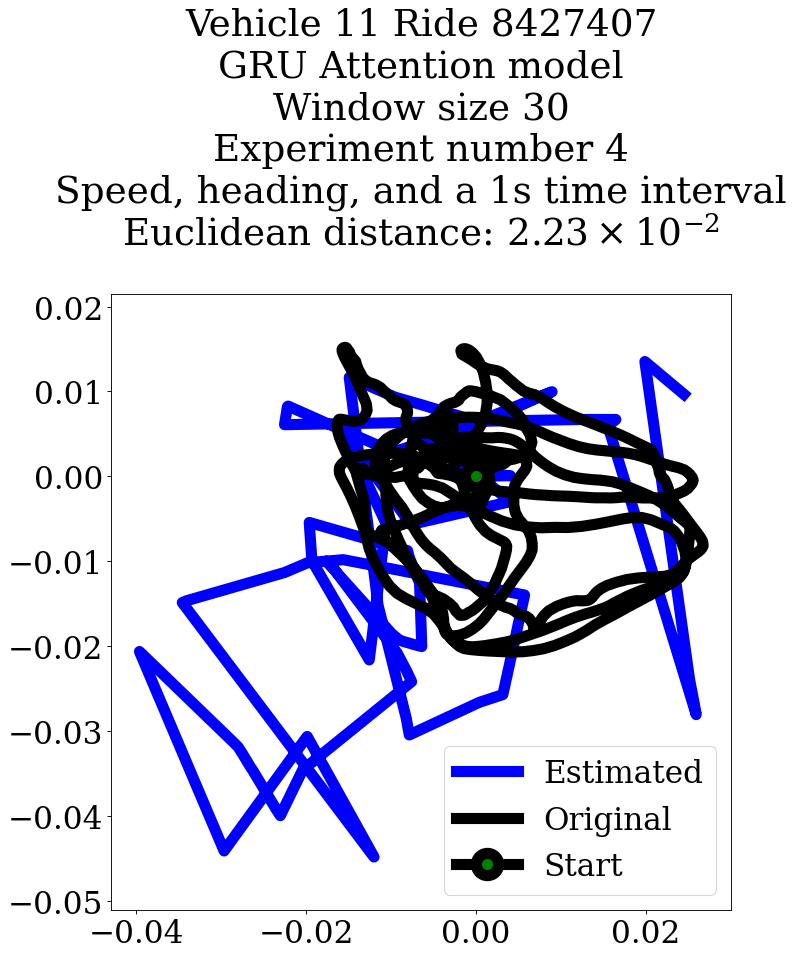 Vehicle 11 Ride 8427407
GRU Attention model
Window size 30
Experiment number 4
Speed, heading, and a 1s time interval
Euclidean distance: 2.23 × 10⁻²
0.02
0.01
0.00
−0.01
−0.02
−0.03
−0.04
−0.05
Estimated
Original
Start
−0.04
−0.02
0.00
0.02